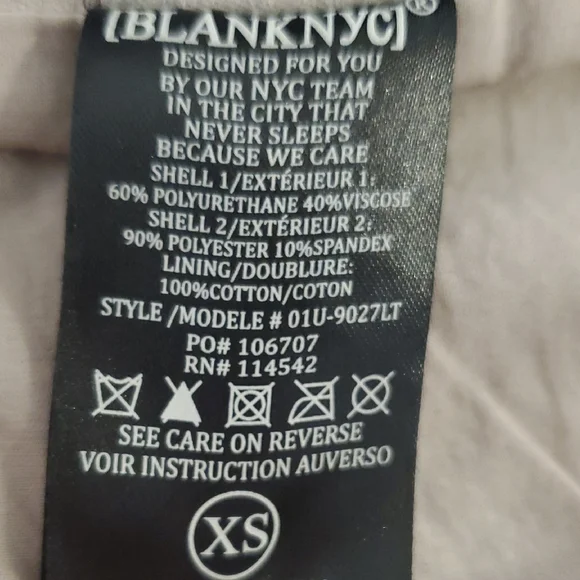 [BLANKNYC]®
DESIGNED FOR YOU
BY OUR NYC TEAM
IN THE CITY THAT
NEVER SLEEPS
BECAUSE WE CARE
SHELL 1/EXTÉRIEUR 1:
60% POLYURETHANE 40%VISCOSE
SHELL 2/EXTÉRIEUR 2:
90% POLYESTER 10%SPANDEX
LINING/DOUBLURE:
100%COTTON/COTON
STYLE /MODELE # 01U-9027LT
PO# 106707
RN# 114542
SEE CARE ON REVERSE
VOIR INSTRUCTION AUVERSO
XS